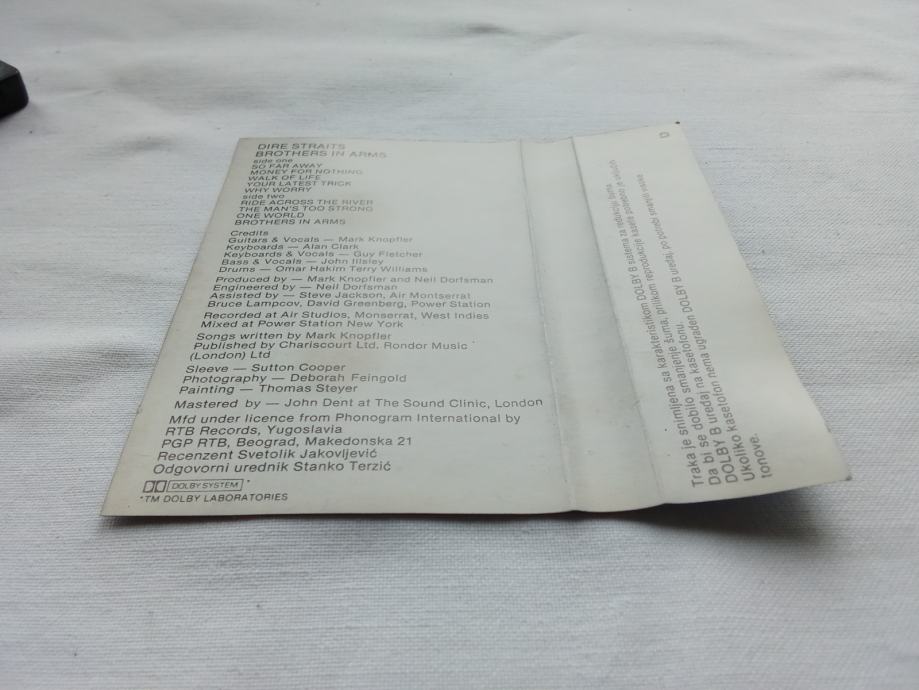 DIRE STRAITS
BROTHERS IN ARMS
side one
SO FAR AWAY
MONEY FOR NOTHING
WALK OF LIFE
YOUR LATEST TRICK
WHY WORRY
side two
RIDE ACROSS THE RIVER
THE MAN'S TOO STRONG
ONE WORLD
BROTHERS IN ARMS
Credits
Guitars & Vocals — Mark Knopfler
Keyboards — Alan Clark
Keyboards & Vocals — Guy Fletcher
Bass & Vocals — John Illsley
Drums — Omar Hakim Terry Williams
Produced by — Mark Knopfler and Neil Dorfsman
Engineered by — Neil Dorfsman
Assisted by — Steve Jackson, Air Montserrat
Bruce Lampcov, David Greenberg, Power Station
Recorded at Air Studios, Monserrat, West Indies
Mixed at Power Station New York
Songs written by Mark Knopfler
Published by Chariscourt Ltd. Rondor Music
(London) Ltd
Sleeve — Sutton Cooper
Photography — Deborah Feingold
Painting — Thomas Steyer
Mastered by — John Dent at The Sound Clinic, London
Mfd under licence from Phonogram International by
RTB Records, Yugoslavia
PGP RTB, Beograd, Makedonska 21
Recenzent Svetolik Jakovljević
Odgovorni urednik Stanko Terzić
DOLBY SYSTEM *
*TM DOLBY LABORATORIES
Traka je snimljena sa karakteristikom DOLBY B sistema za redukciju šuma.
Da bi se dobilo smanjenje šuma, prilikom reprodukcije kaseta potrebno je uključiti
DOLBY B uređaj na kasetofonu.
Ukoliko kasetofon nema ugrađen DOLBY B uređaj, po potrebi smanjiti visoke
tonove.